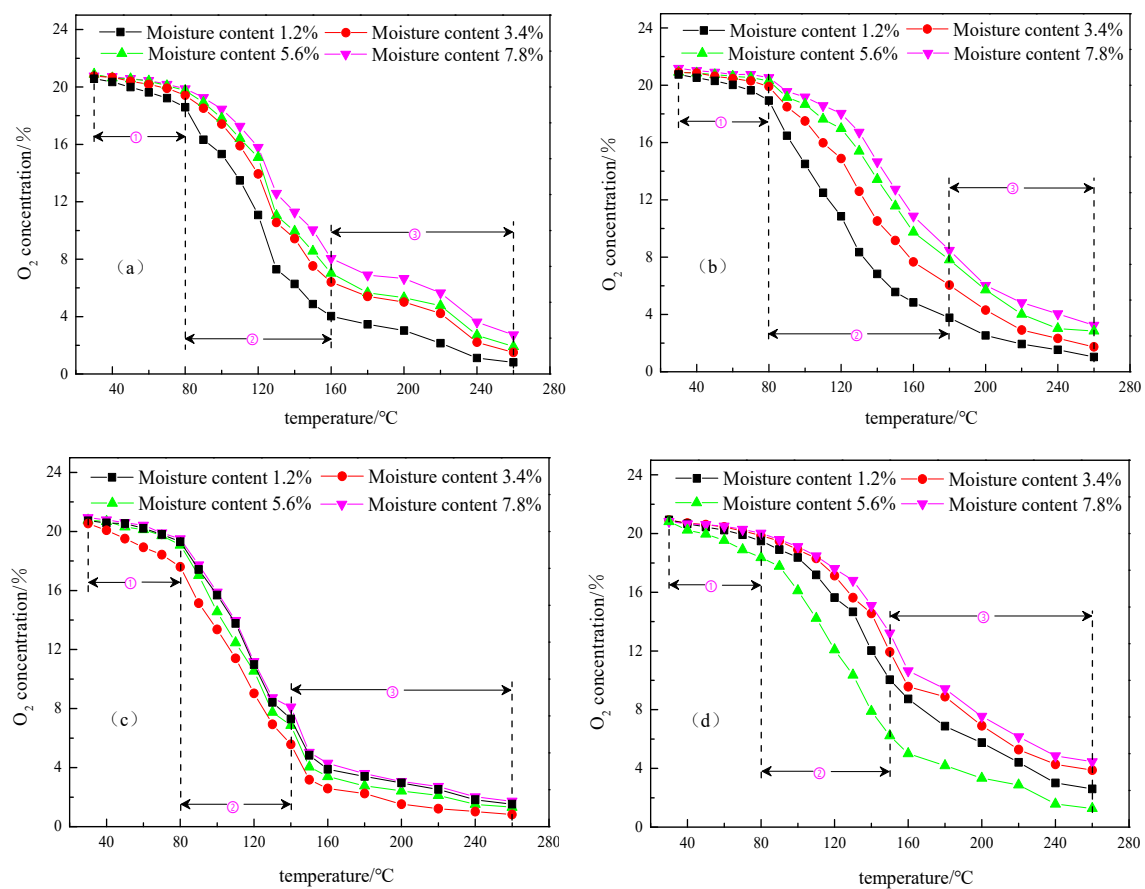 Moisture content 1.2%
Moisture content 3.4%
Moisture content 5.6%
Moisture content 7.8%
24
20
16
12
8
4
0
O₂ concentration/%
①
②
③
（a）
40
80
120
160
200
240
280
temperature/℃
Moisture content 1.2%
Moisture content 3.4%
Moisture content 5.6%
Moisture content 7.8%
24
20
16
12
8
4
0
O₂ concentration/%
①
②
③
（b）
40
80
120
160
200
240
280
temperature/℃
Moisture content 1.2%
Moisture content 3.4%
Moisture content 5.6%
Moisture content 7.8%
24
20
16
12
8
4
0
O₂ concentration/%
①
②
③
（c）
40
80
120
160
200
240
280
temperature/℃
Moisture content 1.2%
Moisture content 3.4%
Moisture content 5.6%
Moisture content 7.8%
24
20
16
12
8
4
0
O₂ concentration/%
①
②
③
（d）
40
80
120
160
200
240
280
temperature/℃